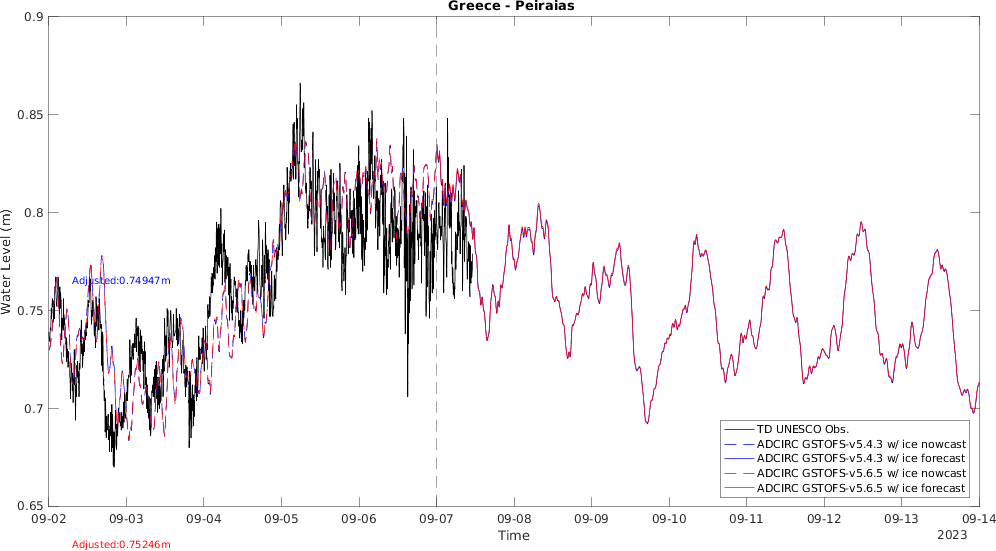 Greece - Peiraias
0.9
0.85
0.8
0.75
0.7
0.65
Water Level (m)
Adjusted:0.74947m
TD UNESCO Obs.
ADCIRC GSTOFS-v5.4.3 w/ ice nowcast
ADCIRC GSTOFS-v5.4.3 w/ ice forecast
ADCIRC GSTOFS-v5.6.5 w/ ice nowcast
ADCIRC GSTOFS-v5.6.5 w/ ice forecast
09-02 09-03 09-04 09-05 09-06 09-07 09-08 09-09 09-10 09-11 09-12 09-13 09-14
Time
2023
Adjusted:0.75246m